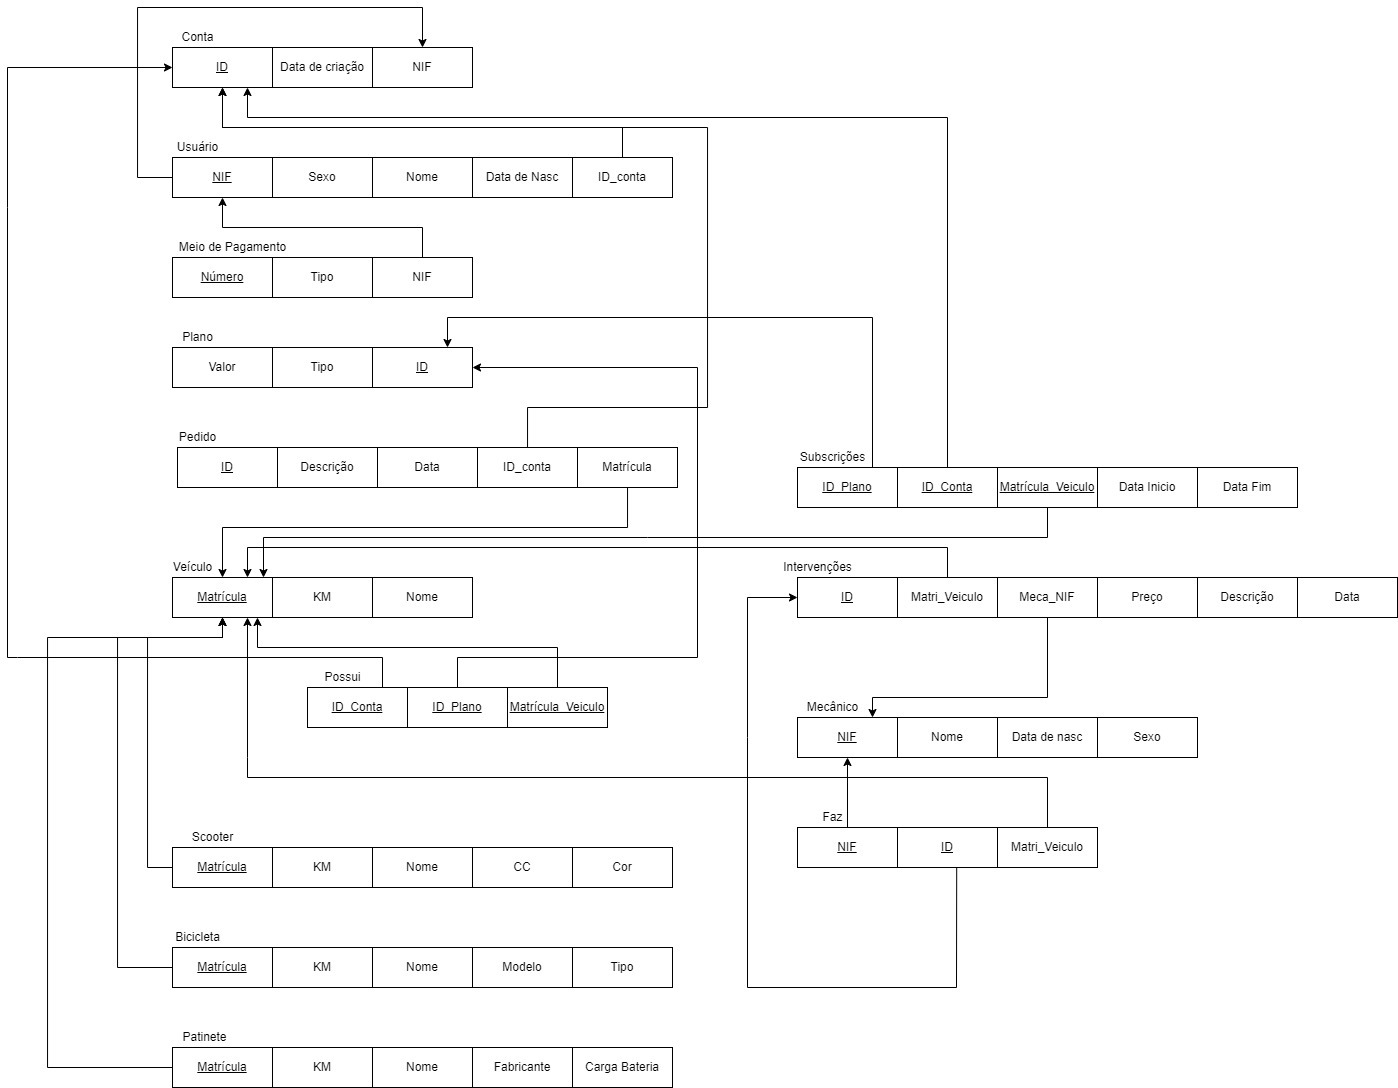 Conta
ID Data de criação NIF
Usuário
NIF Sexo Nome Data de Nasc ID_conta
Meio de Pagamento
Número Tipo NIF
Plano
Valor Tipo ID
Pedido
ID Descrição Data ID_conta Matrícula
Subscrições
ID_Plano ID_Conta Matrícula_Veiculo Data Inicio Data Fim
Veículo
Matrícula KM Nome
Intervenções
ID Matri_Veiculo Meca_NIF Preço Descrição Data
Possui
ID_Conta ID_Plano Matrícula_Veiculo
Mecânico
NIF Nome Data de nasc Sexo
Faz
NIF ID Matri_Veiculo
Scooter
Matrícula KM Nome CC Cor
Bicicleta
Matrícula KM Nome Modelo Tipo
Patinete
Matrícula KM Nome Fabricante Carga Bateria